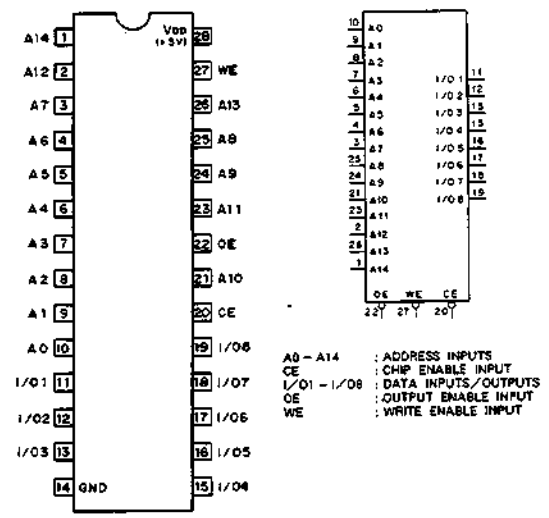 A14 1 VDD (+5V) 28
A12 2 27 WE
A7 3 26 A13
A6 4 25 A8
A5 5 24 A9
A4 6 23 A11
A3 7 22 OE
A2 8 21 A10
A1 9 20 CE
A0 10 19 I/O8
I/O1 11 18 I/O7
I/O2 12 17 I/O6
I/O3 13 16 I/O5
14 GND 15 I/O4
10 A0
9 A1
8 A2
7 A3 I/O1 11
6 A4 I/O2 12
5 A5 I/O3 13
4 A6 I/O4 15
3 A7 I/O5 16
25 A8 I/O6 17
24 A9 I/O7 18
21 A10 I/O8 19
23 A11
2 A12
26 A13
1 A14
OE WE CE
22 27 20
A0 – A14 : ADDRESS INPUTS
CE : CHIP ENABLE INPUT
I/O1 – I/O8 : DATA INPUTS/OUTPUTS
OE : OUTPUT ENABLE INPUT
WE : WRITE ENABLE INPUT